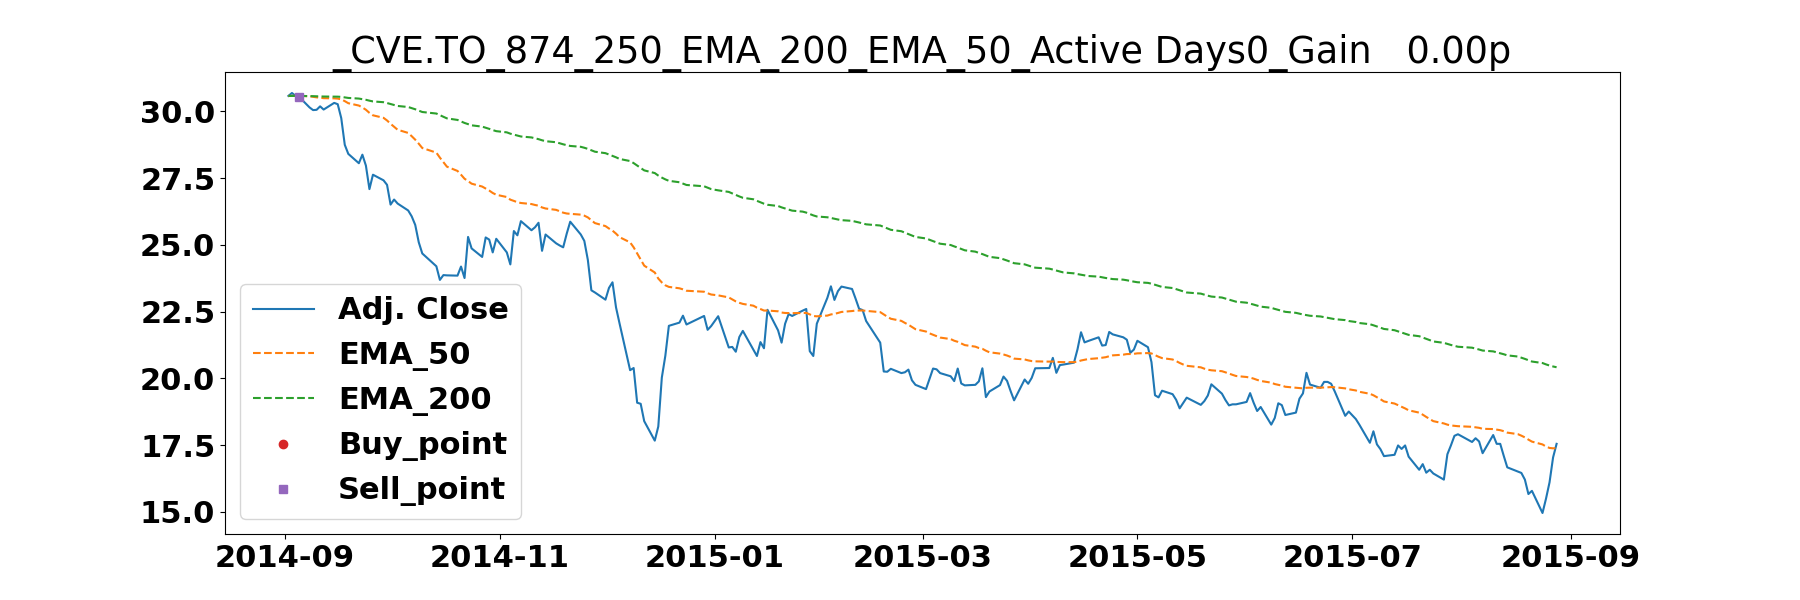 _CVE.TO_874_250_EMA_200_EMA_50_Active Days0_Gain   0.00p
30.0
27.5
25.0
22.5
20.0
17.5
15.0
Adj. Close
EMA_50
EMA_200
Buy_point
Sell_point
2014-09 2014-11 2015-01 2015-03 2015-05 2015-07 2015-09